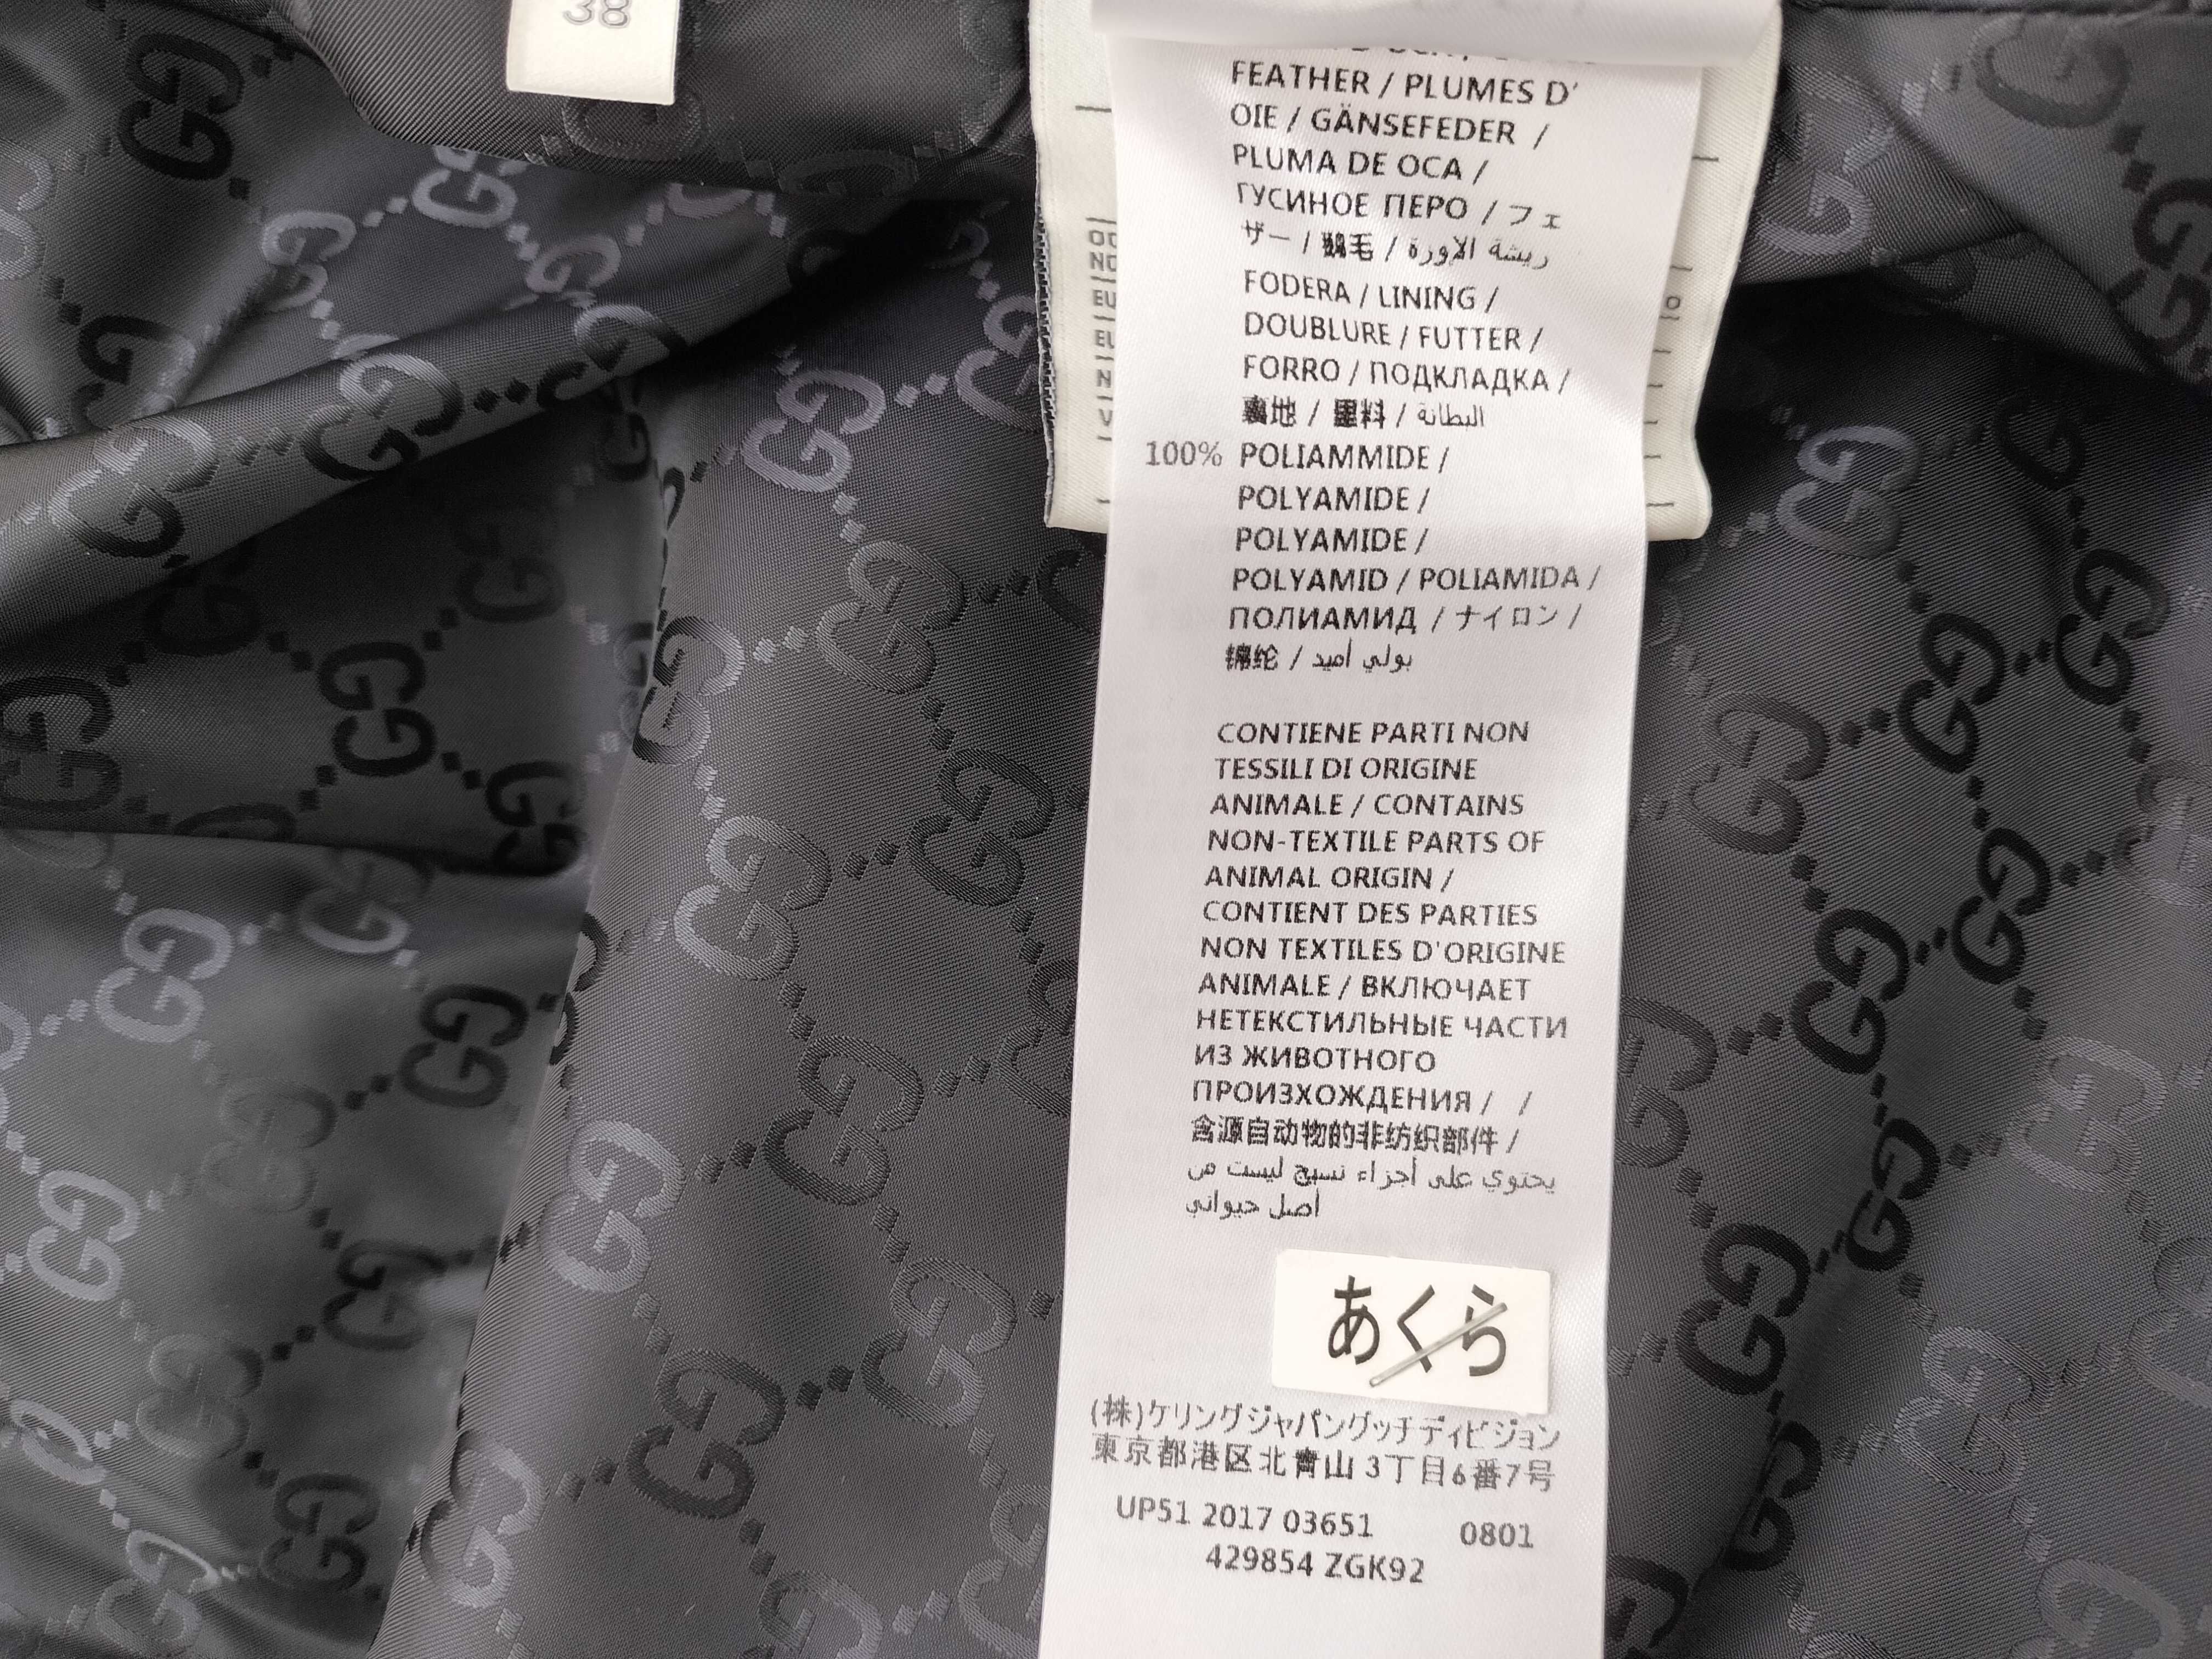 38
FEATHER / PLUMES D'
OIE / GÄNSEFEDER /
PLUMA DE OCA /
ГУСИНОЕ ПЕРО / フェ
ザー / 鹅毛 / ريشة الإوزة
FODERA / LINING /
DOUBLURE / FUTTER /
FORRO / ПОДКЛАДКА /
裏地 / 里料 / البطانة
100% POLIAMMIDE /
POLYAMIDE /
POLYAMIDE /
POLYAMID / POLIAMIDA /
ПОЛИАМИД / ナイロン /
锦纶 / بولي أميد
CONTIENE PARTI NON
TESSILI DI ORIGINE
ANIMALE / CONTAINS
NON-TEXTILE PARTS OF
ANIMAL ORIGIN /
CONTIENT DES PARTIES
NON TEXTILES D'ORIGINE
ANIMALE / ВКЛЮЧАЕТ
НЕТЕКСТИЛЬНЫЕ ЧАСТИ
ИЗ ЖИВОТНОГО
ПРОИЗХОЖДЕНИЯ / /
含源自动物的非纺织部件 /
يحتوي على أجزاء نسيج ليست من
أصل حيواني
あくら
(株)ケリングジャパングッチディビジョン
東京都港区北青山 3丁目6番7号
UP51 2017 03651 0801
429854 ZGK92